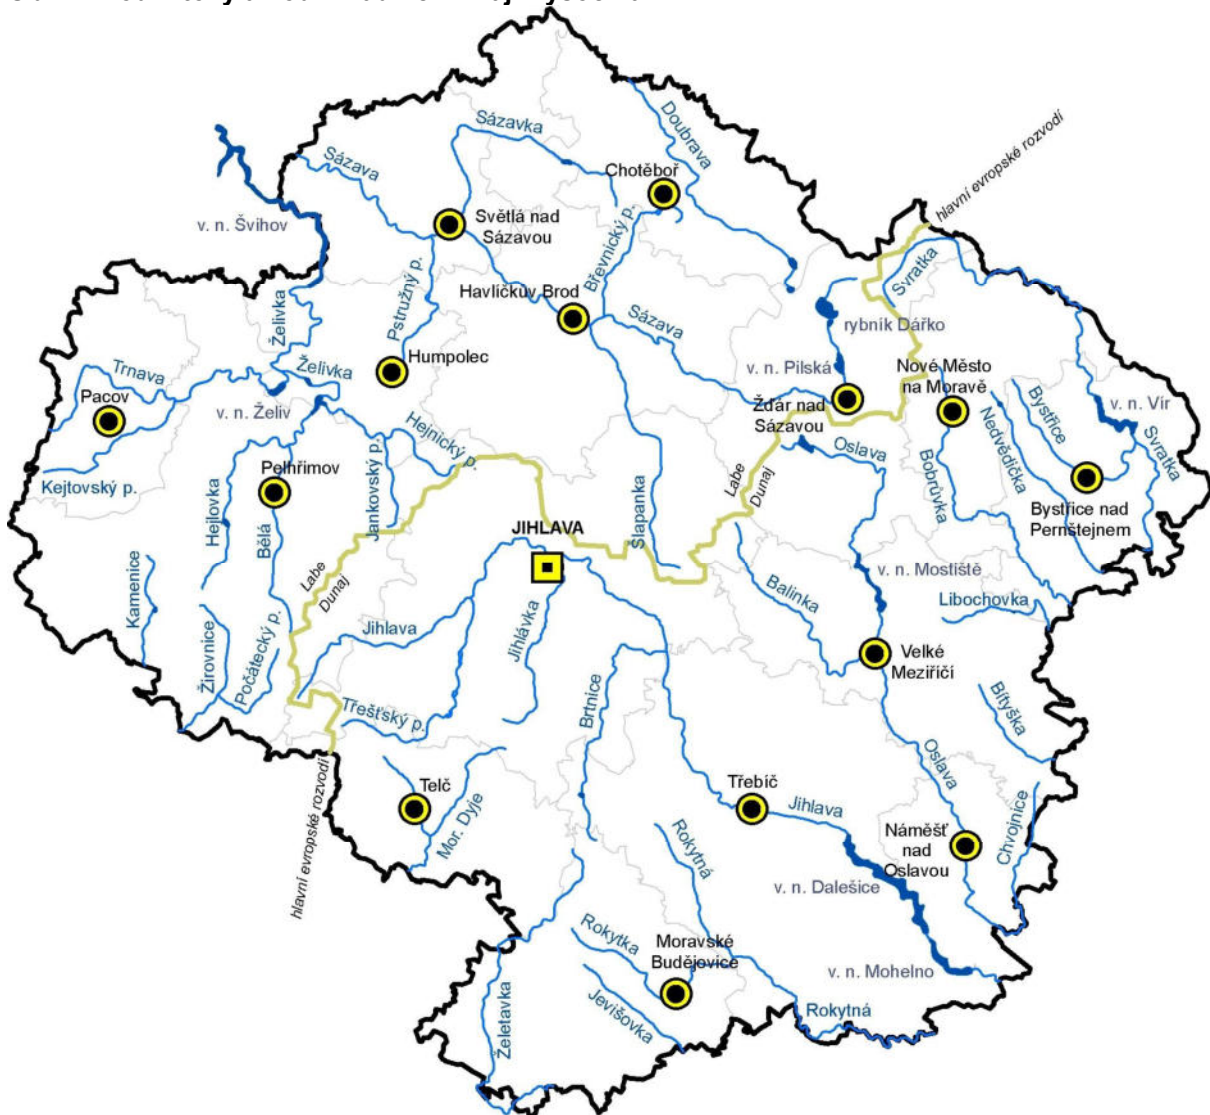 Sázavka
Doubrava
hlavní evropské rozvodí
Sázava
Chotěboř
v. n. Švihov
Světlá nad
Sázavou
Břevnický p.
Svratka
Pstružný p.
Havlíčkův Brod
Želivka
Sázava
rybník Dářko
Trnava
Želivka
Humpolec
v. n. Pilská
Nové Město
na Moravě
Pacov
v. n. Želiv
Žďár nad
Sázavou
Bystřice
v. n. Vír
Hejnický p.
Oslava
Nedvědička
Svratka
Kejtovský p.
Pelhřimov
Jankovský p.
Labe
Dunaj
Bobrůvka
Hejlovka
Bělá
JIHLAVA
Šlapanka
Bystřice nad
Pernštejnem
Kamenice
Labe
Dunaj
Balinka
v. n. Mostiště
Libochovka
Žirovnice
Počátecký p.
Jihlava
Jihlávka
Velké
Meziříčí
Třešťský p.
Brtnice
Bítyška
hlavní evropské rozvodí
Telč
Mor. Dyje
Třebíč
Jihlava
Oslava
Rokytná
Náměšť
nad
Oslavou
Chvojnice
v. n. Dalešice
Rokytka
Moravské
Budějovice
v. n. Mohelno
Želetavka
Jevišovka
Rokytná